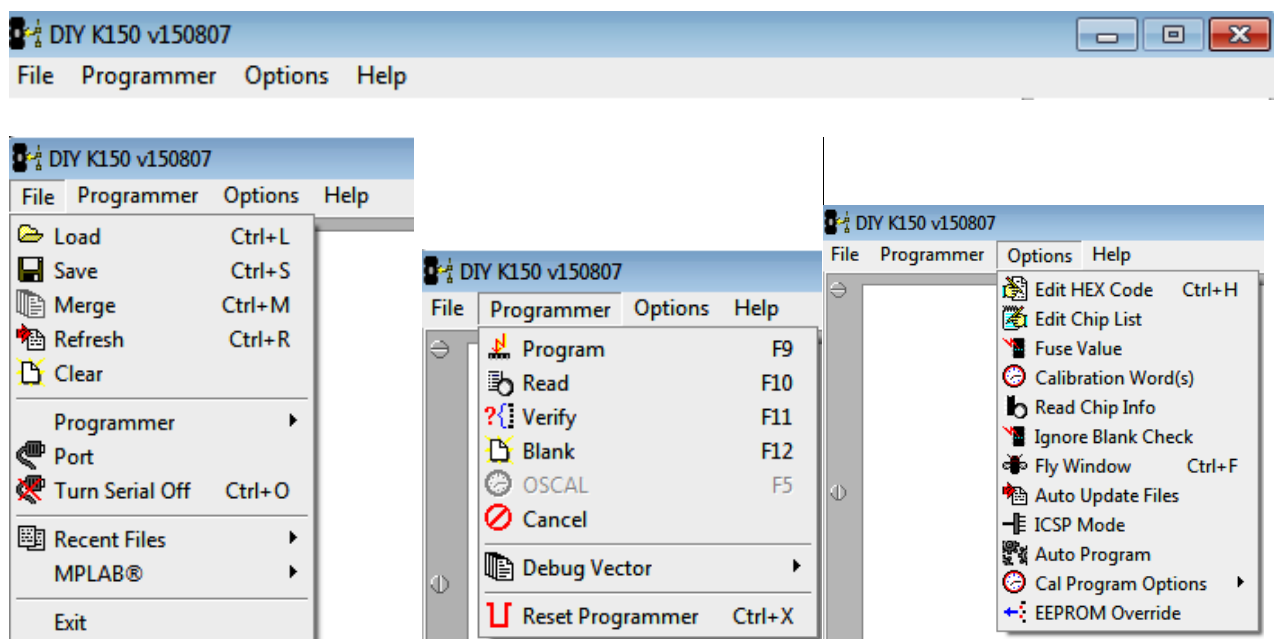 DIY K150 v150807
File Programmer Options Help
DIY K150 v150807
File Programmer Options Help
Load Ctrl+L
Save Ctrl+S
Merge Ctrl+M
Refresh Ctrl+R
Clear
Programmer
Port
Turn Serial Off Ctrl+O
Recent Files
MPLAB®
Exit
DIY K150 v150807
File Programmer Options Help
Program F9
Read F10
Verify F11
Blank F12
OSCAL F5
Cancel
Debug Vector
Reset Programmer Ctrl+X
DIY K150 v150807
File Programmer Options Help
Edit HEX Code Ctrl+H
Edit Chip List
Fuse Value
Calibration Word(s)
Read Chip Info
Ignore Blank Check
Fly Window Ctrl+F
Auto Update Files
ICSP Mode
Auto Program
Cal Program Options
EEPROM Override